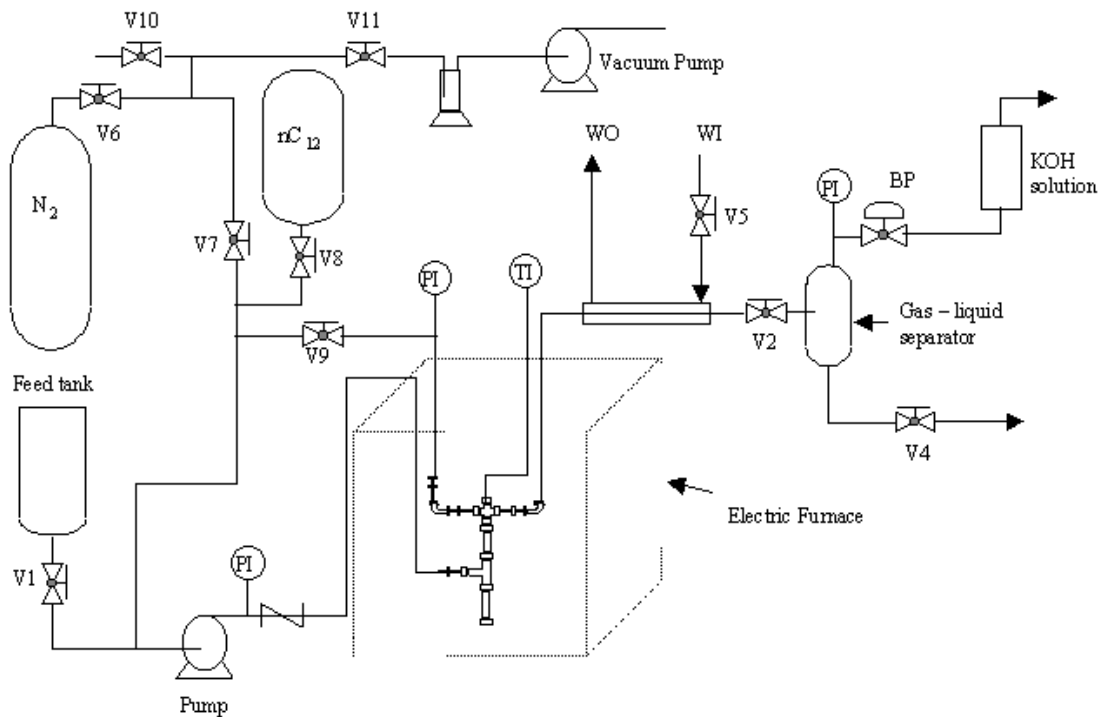 V10
V11
Vacuum Pump
V6
nC12
N2
WO
WI
KOH
solution
PI
BP
V5
V7
V8
PI
TI
V9
V2
Gas – liquid
separator
Feed tank
V4
Electric Furnace
PI
V1
Pump